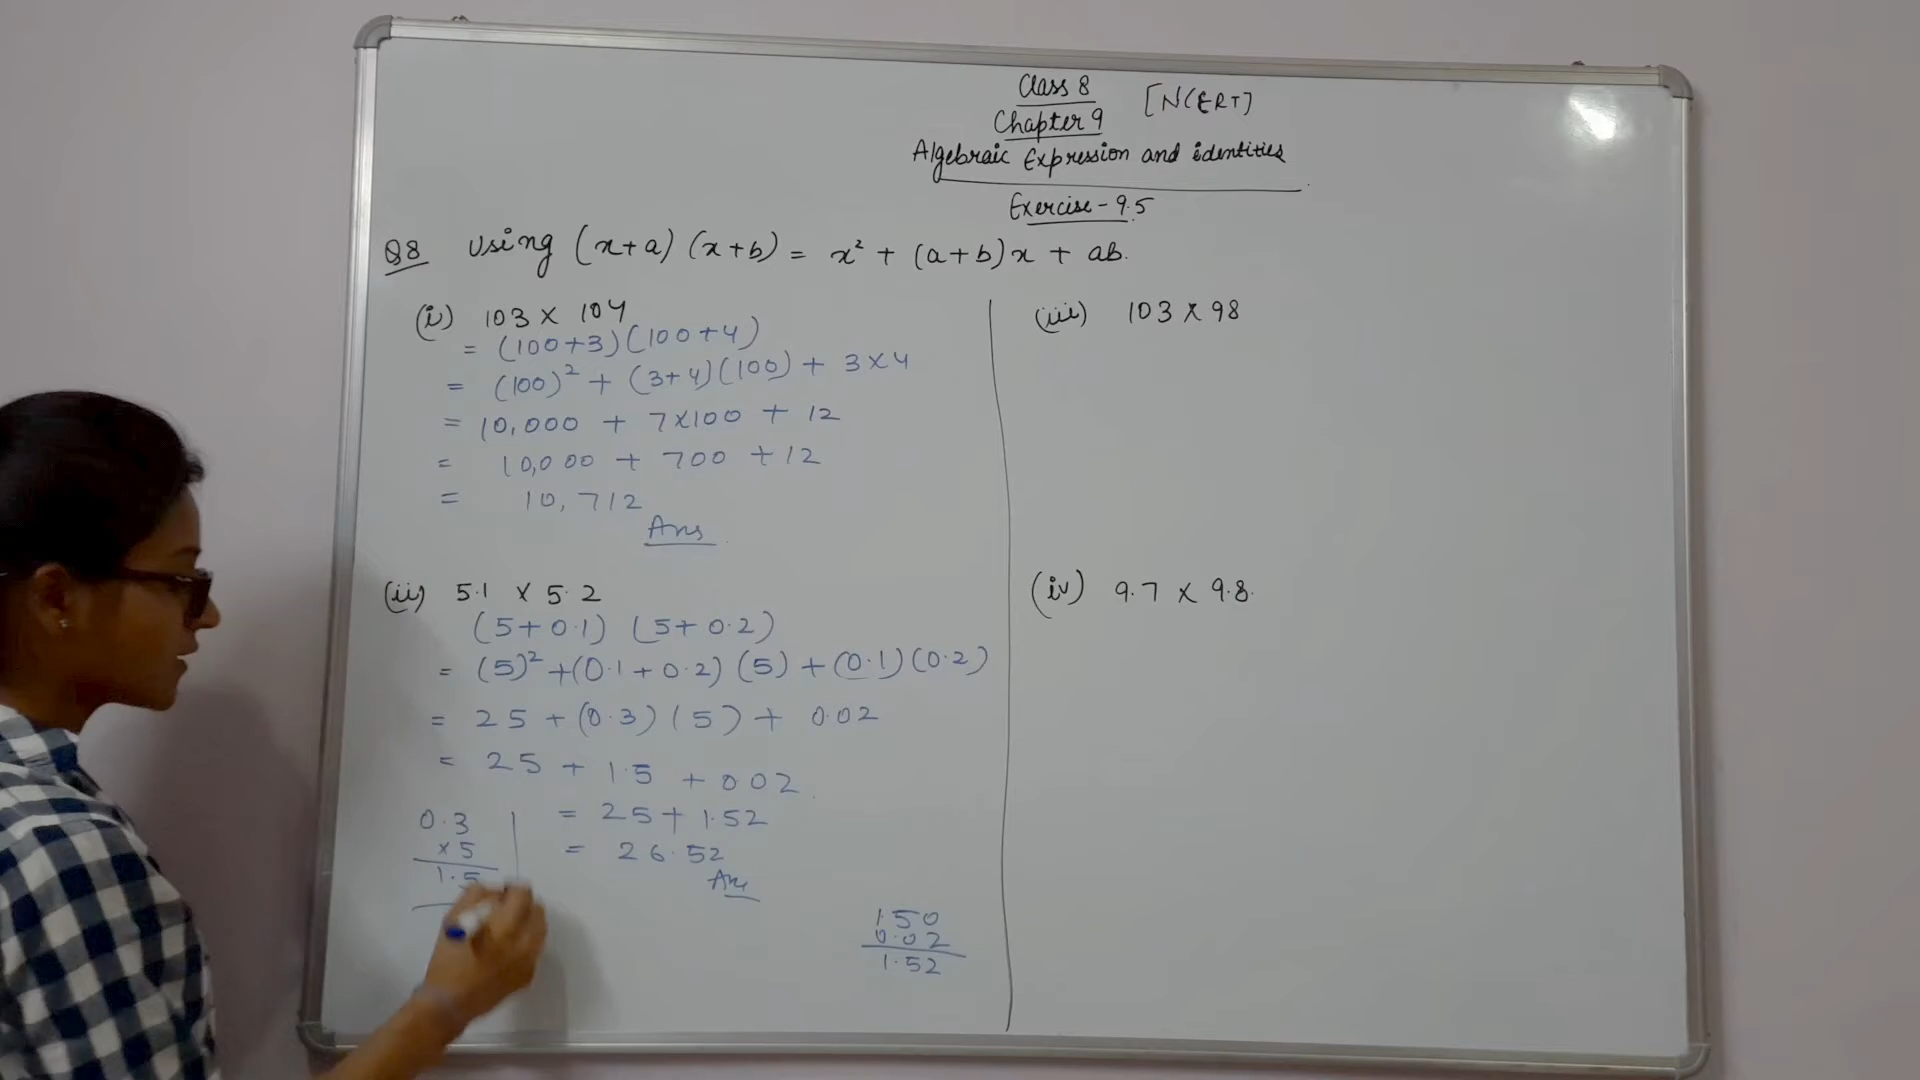 Class 8 [NCERT]
Chapter 9
Algebraic Expression and identities
Exercise - 9.5
Q8 Using (x+a) (x+b) = x² + (a+b)x + ab.
(i) 103 × 104
= (100+3)(100+4)
= (100)² + (3+4)(100) + 3×4
= 10,000 + 7×100 + 12
= 10,000 + 700 + 12
= 10,712
Ans
(ii) 5.1 × 5.2
(5+0.1) (5+0.2)
= (5)² + (0.1+0.2) (5) + (0.1)(0.2)
= 25 + (0.3) (5) + 0.02
= 25 + 1.5 + 0.02
0.3
×5
1.5
= 25 + 1.52
= 26.52
Ans
1.50
0.02
1.52
(iii) 103 × 98
(iv) 9.7 × 9.8.